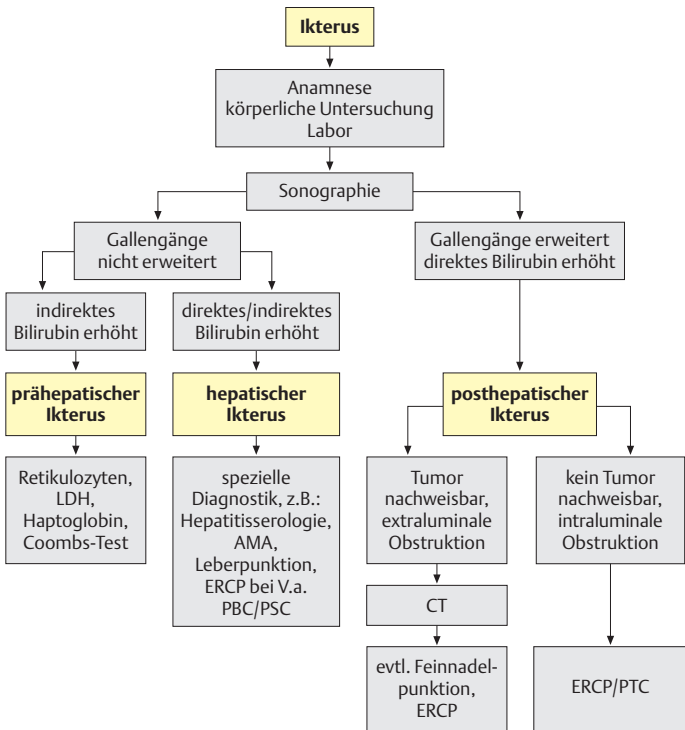 Ikterus
Anamnese
körperliche Untersuchung
Labor
Sonographie
Gallengänge
nicht erweitert
Gallengänge erweitert
direktes Bilirubin erhöht
indirektes
Bilirubin erhöht
direktes/indirektes
Bilirubin erhöht
prähepatischer
Ikterus
hepatischer
Ikterus
posthepatischer
Ikterus
Retikulozyten,
LDH,
Haptoglobin,
Coombs-Test
spezielle
Diagnostik, z.B.:
Hepatitisserologie,
AMA,
Leberpunktion,
ERCP bei V.a.
PBC/PSC
Tumor
nachweisbar,
extraluminale
Obstruktion
kein Tumor
nachweisbar,
intraluminale
Obstruktion
CT
evtl. Feinnadel-
punktion,
ERCP
ERCP/PTC